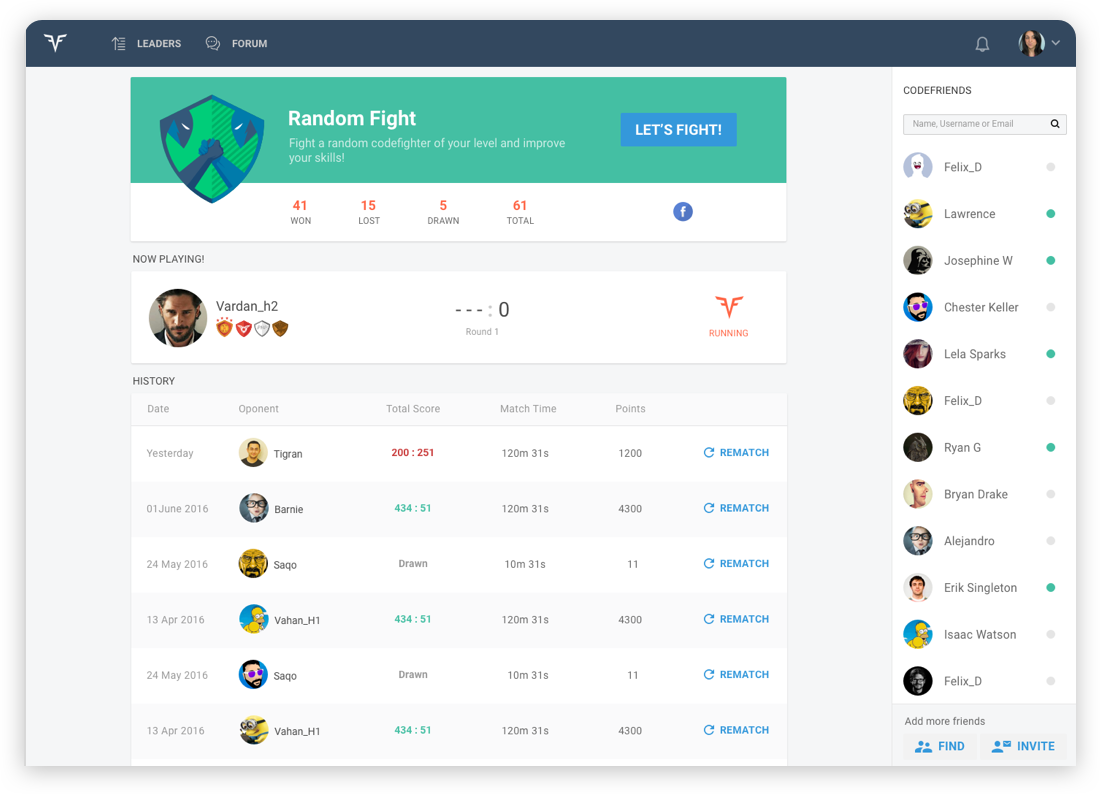 LEADERS
FORUM
Random Fight
Fight a random codefighter of your level and improve
your skills!
LET'S FIGHT!
41 15 5 61
WON LOST DRAWN TOTAL
NOW PLAYING!
Vardan_h2
- - - : 0
Round 1
RUNNING
HISTORY
Date Oponent Total Score Match Time Points
Yesterday Tigran 200 : 251 120m 31s 1200 REMATCH
01June 2016 Barnie 434 : 51 120m 31s 4300 REMATCH
24 May 2016 Saqo Drawn 10m 31s 11 REMATCH
13 Apr 2016 Vahan_H1 434 : 51 120m 31s 4300 REMATCH
24 May 2016 Saqo Drawn 10m 31s 11 REMATCH
13 Apr 2016 Vahan_H1 434 : 51 120m 31s 4300 REMATCH
CODEFRIENDS
Name, Username or Email
Felix_D
Lawrence
Josephine W
Chester Keller
Lela Sparks
Felix_D
Ryan G
Bryan Drake
Alejandro
Erik Singleton
Isaac Watson
Felix_D
Add more friends
FIND INVITE